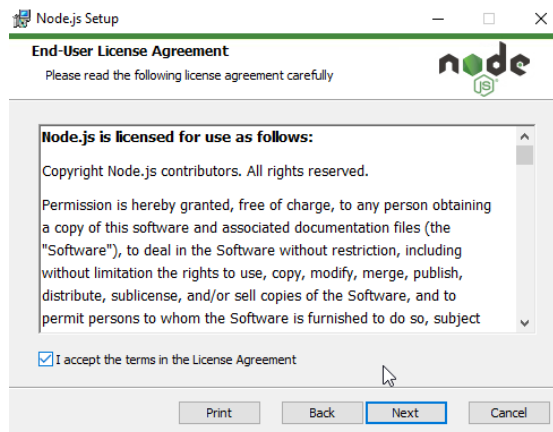 Node.js Setup
End-User License Agreement
Please read the following license agreement carefully
node
JS
Node.js is licensed for use as follows:
Copyright Node.js contributors. All rights reserved.
Permission is hereby granted, free of charge, to any person obtaining
a copy of this software and associated documentation files (the
"Software"), to deal in the Software without restriction, including
without limitation the rights to use, copy, modify, merge, publish,
distribute, sublicense, and/or sell copies of the Software, and to
permit persons to whom the Software is furnished to do so, subject
I accept the terms in the License Agreement
Print Back Next Cancel